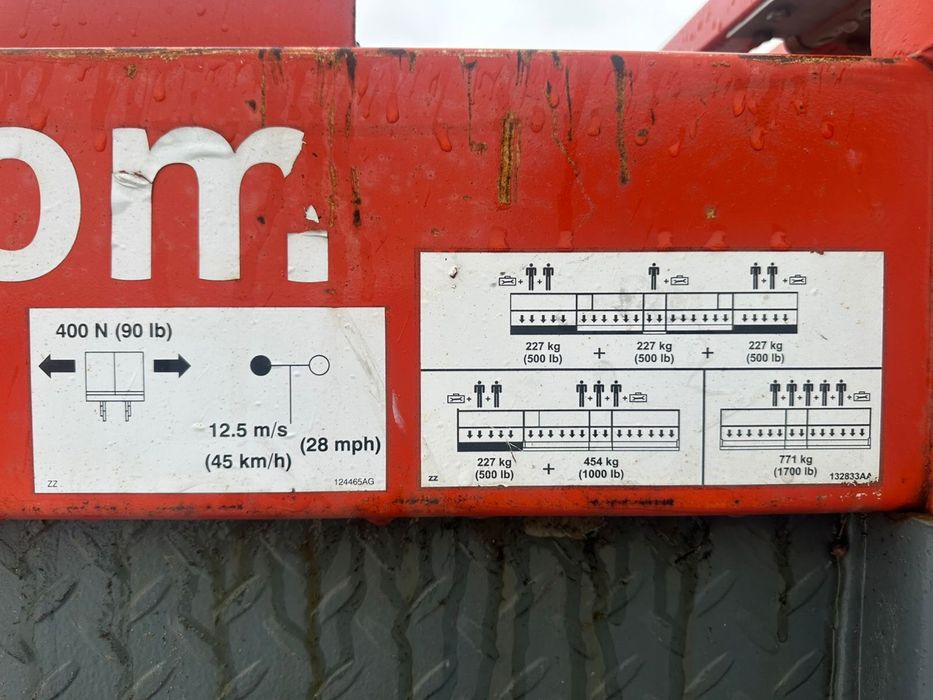 om.
400 N (90 lb)
12.5 m/s
(45 km/h)
(28 mph)
ZZ
124465AG
227 kg
(500 lb)
+
227 kg
(500 lb)
+
227 kg
(500 lb)
227 kg
(500 lb)
+
454 kg
(1000 lb)
ZZ
771 kg
(1700 lb)
132833AA